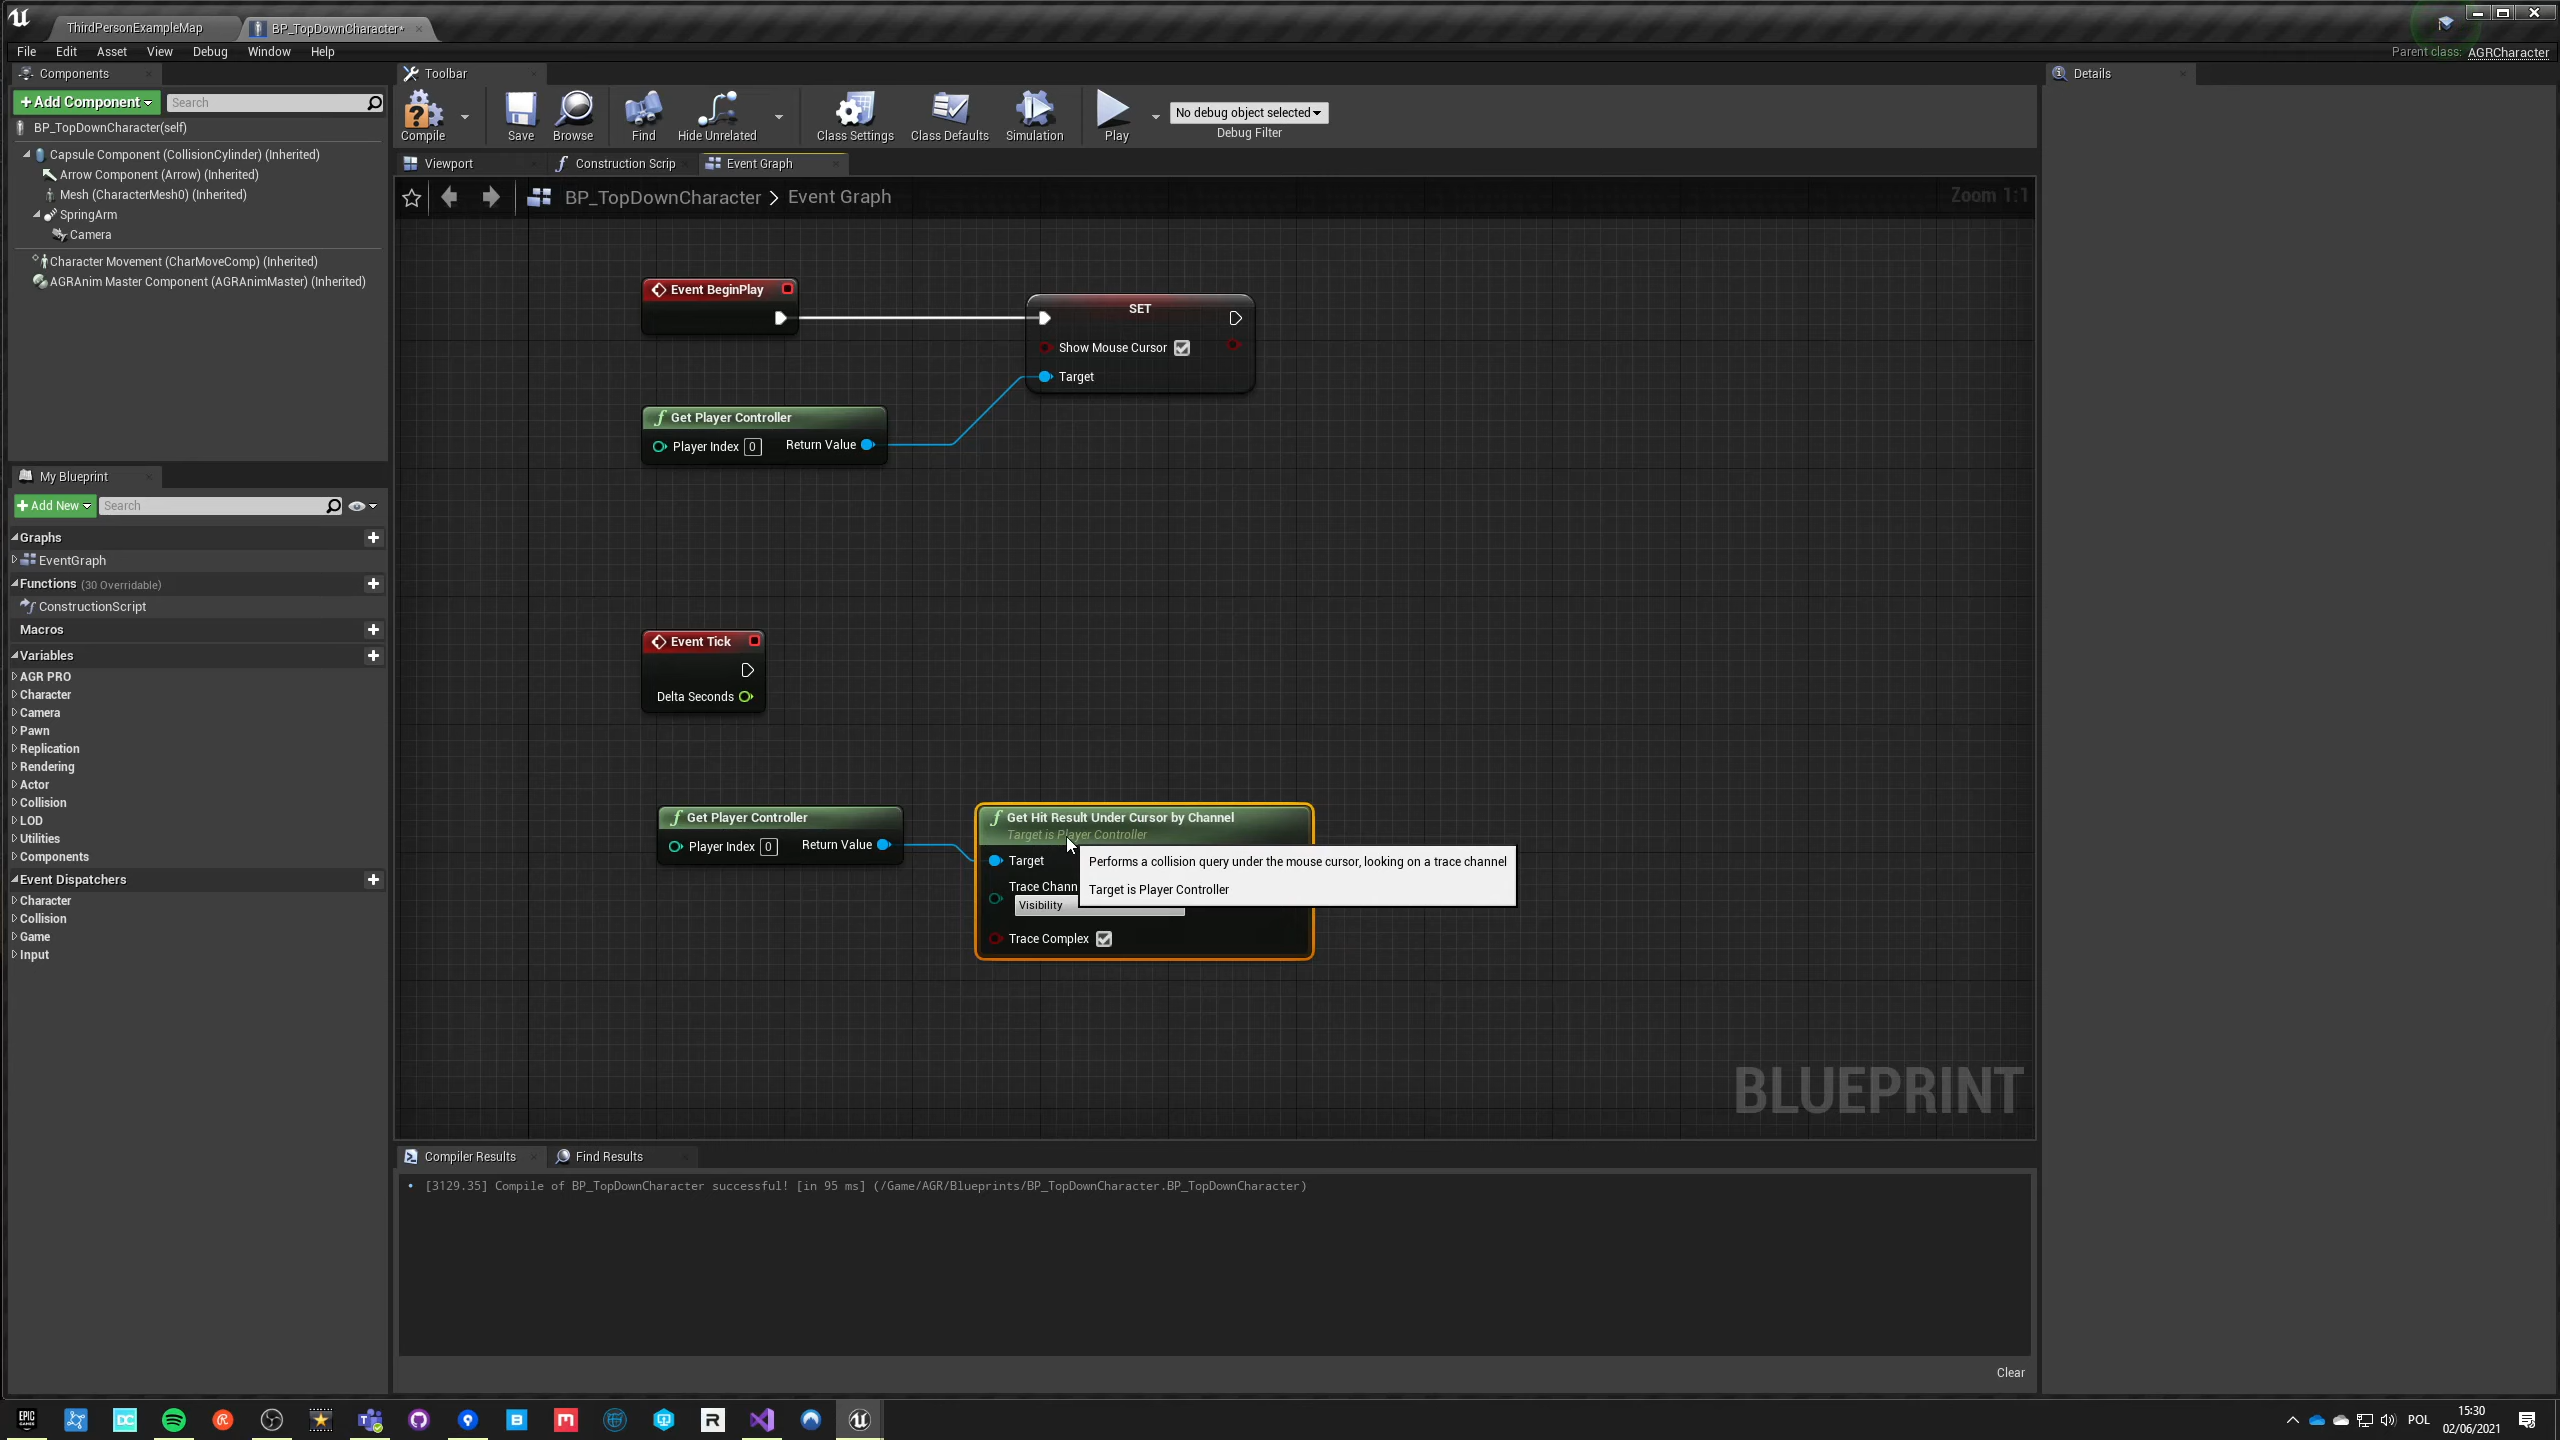 ThirdPersonExampleMap
BP_TopDownCharacter*
File Edit Asset View Debug Window Help
Parent class: AGRCharacter
Components
+Add Component
Search
BP_TopDownCharacter(self)
Capsule Component (CollisionCylinder) (Inherited)
Arrow Component (Arrow) (Inherited)
Mesh (CharacterMesh0) (Inherited)
SpringArm
Camera
Character Movement (CharMoveComp) (Inherited)
AGRAnim Master Component (AGRAnimMaster) (Inherited)
My Blueprint
+Add New
Search
Graphs
EventGraph
Functions (30 Overridable)
ConstructionScript
Macros
Variables
AGR PRO
Character
Camera
Pawn
Replication
Rendering
Actor
Collision
LOD
Utilities
Components
Event Dispatchers
Character
Collision
Game
Input
Toolbar
Compile
Save
Browse
Find
Hide Unrelated
Class Settings
Class Defaults
Simulation
Play
No debug object selected
Debug Filter
Viewport
Construction Scrip
Event Graph
BP_TopDownCharacter > Event Graph
Zoom 1:1
Event BeginPlay
SET
Show Mouse Cursor
Target
Get Player Controller
Player Index 0 Return Value
Event Tick
Delta Seconds
Get Player Controller
Player Index 0 Return Value
Get Hit Result Under Cursor by Channel
Target is Player Controller
Target
Trace Chann
Visibility
Trace Complex
Performs a collision query under the mouse cursor, looking on a trace channel
Target is Player Controller
BLUEPRINT
Compiler Results
Find Results
[3129.35] Compile of BP_TopDownCharacter successful! [in 95 ms] (/Game/AGR/Blueprints/BP_TopDownCharacter.BP_TopDownCharacter)
Clear
Details
EPIC GAMES
DC
B
M
R
POL
15:30
02/06/2021